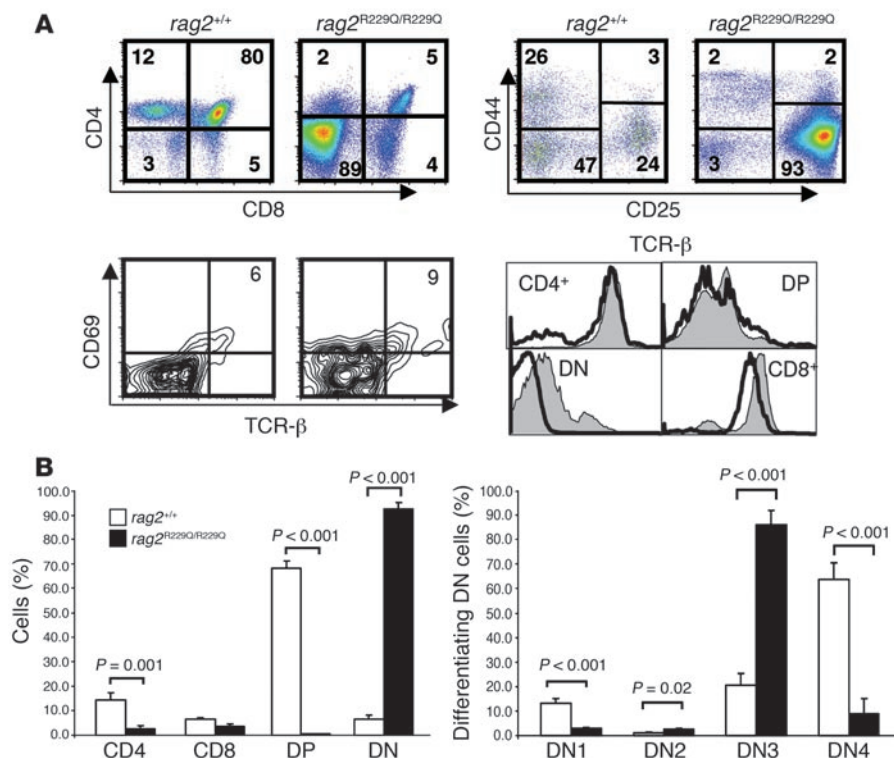 A
rag2+/+
rag2R229Q/R229Q
rag2+/+
rag2R229Q/R229Q
12 80
2 5
26 3
2 2
CD4
CD44
3 5
89 4
47 24
3 93
CD8
CD25
TCR-β
6
9
CD4+
DP
CD69
DN
CD8+
TCR-β
B
100.0
90.0
80.0
70.0
60.0
50.0
40.0
30.0
20.0
10.0
0.0
Cells (%)
rag2+/+
rag2R229Q/R229Q
P < 0.001
P < 0.001
P = 0.001
CD4 CD8 DP DN
100.0
90.0
80.0
70.0
60.0
50.0
40.0
30.0
20.0
10.0
0.0
Differentiating DN cells (%)
P < 0.001
P < 0.001
P < 0.001
P = 0.02
DN1 DN2 DN3 DN4